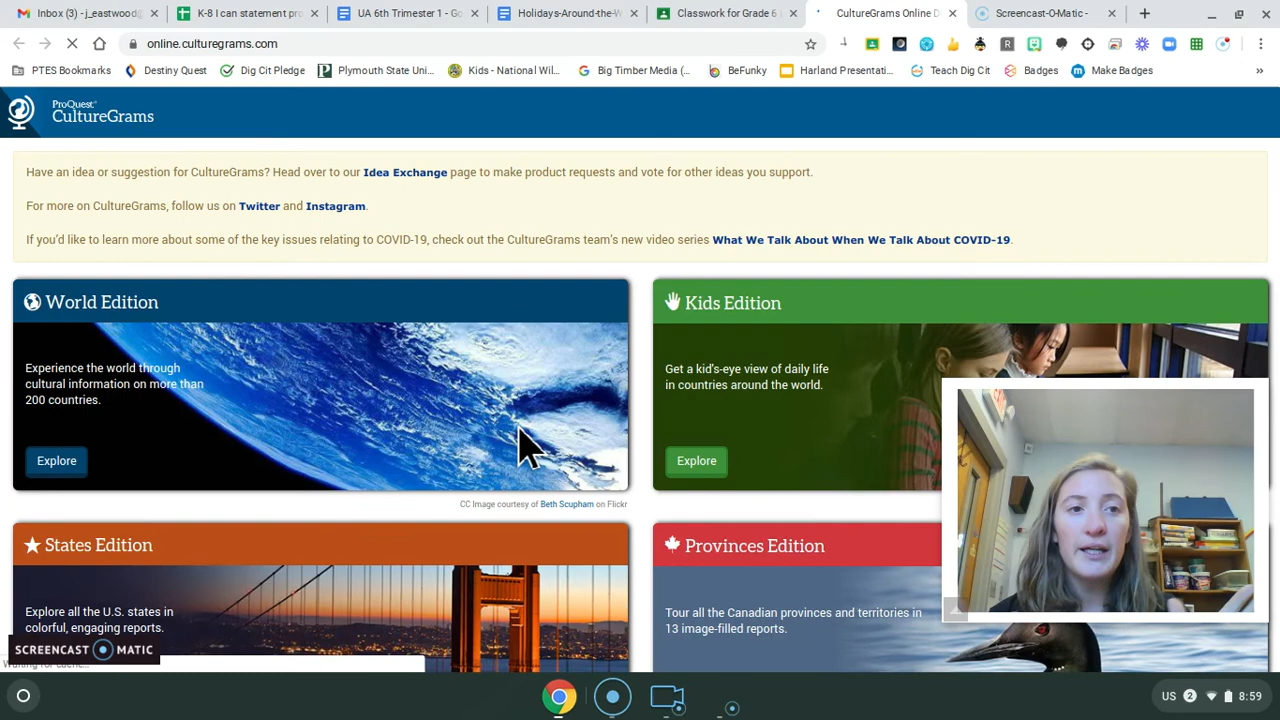 Inbox (3) - j_eastwood@
K-8 I can statement pro
UA 6th Trimester 1 - Go
Holidays-Around-the-W
Classwork for Grade 6
CultureGrams Online D
Screencast-O-Matic -
online.culturegrams.com
PTES Bookmarks
Destiny Quest
Dig Cit Pledge
Plymouth State Uni...
Kids - National Wil...
Big Timber Media (...
BeFunky
Harland Presentati...
Teach Dig Cit
Badges
Make Badges
»
ProQuest
CultureGrams
Have an idea or suggestion for CultureGrams? Head over to our Idea Exchange page to make product requests and vote for other ideas you support.
For more on CultureGrams, follow us on Twitter and Instagram.
If you'd like to learn more about some of the key issues relating to COVID-19, check out the CultureGrams team's new video series What We Talk About When We Talk About COVID-19.
World Edition
Experience the world through
cultural information on more than
200 countries.
Explore
CC Image courtesy of Beth Scupham on Flickr
Kids Edition
Get a kid's-eye view of daily life
in countries around the world.
Explore
States Edition
Explore all the U.S. states in
colorful, engaging reports.
Provinces Edition
Tour all the Canadian provinces and territories in
13 image-filled reports.
SCREENCAST MATIC
Waiting for cache...
US 2 8:59